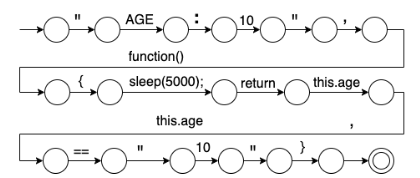 " AGE : 10 " ,
function()
{ sleep(5000); return this.age
this.age ,
== " 10 " }